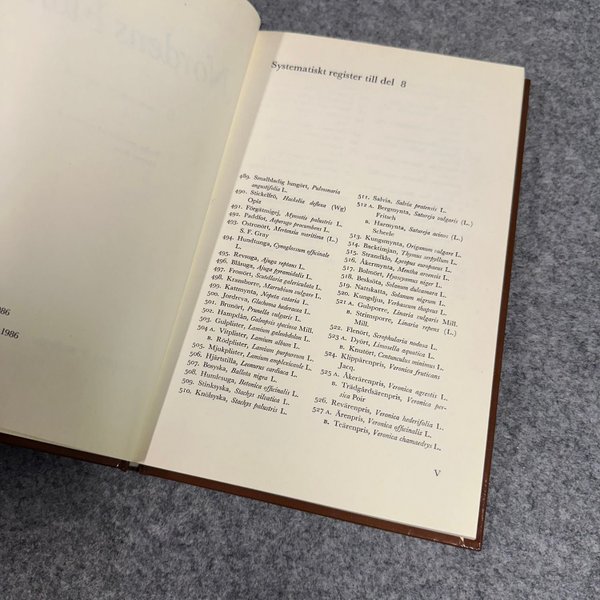 Systematiskt register till del 8
489. Smalbladig lungört, Pulmonaria
angustifolia L.
490. Stickelfrö, Hackelia deflexa (Wg)
Opiz
491. Förgätmigej, Myosotis palustris L.
492. Paddfot, Asperugo procumbens L.
493. Ostronört, Mertensia maritima (L.)
S. F. Gray
494. Hundtunga, Cynoglossum officinale
L.
495. Revsuga, Ajuga reptans L.
496. Blåsuga, Ajuga pyramidalis L.
497. Frossört, Scutellaria galericulata L.
498. Kransborre, Marrubium vulgare L.
499. Kattmynta, Nepeta cataria L.
500. Jordreva, Glechoma hederacea L.
501. Brunört, Prunella vulgaris L.
502. Hampdån, Galeopsis speciosa Mill.
503. Gulplister, Lamium galeobdolon L.
504 A. Vitplister, Lamium album L.
B. Rödplister, Lamium purpureum L.
505. Mjukplister, Lamium amplexicaule L.
506. Hjärtstilla, Leonurus cardiaca L.
507. Bosyska, Ballota nigra L.
508. Humlesuga, Betonica officinalis L.
509. Stinksyska, Stachys silvatica L.
510. Knölsyska, Stachys palustris L.
511. Salvia, Salvia pratensis L.
512 A. Bergmynta, Satureja vulgaris (L.)
Fritsch
B. Harmynta, Satureja acinos (L.)
Scheele
513. Kungsmynta, Origanum vulgare L.
514. Backtimjan, Thymus serpyllum L.
515. Strandklo, Lycopus europaeus L.
516. Åkermynta, Mentha arvensis L.
517. Bolmört, Hyoscyamus niger L.
518. Besksöta, Solanum dulcamara L.
519. Nattskatta, Solanum nigrum L.
520. Kungsljus, Verbascum thapsus L.
521 A. Gulsporre, Linaria vulgaris Mill.
B. Strimsporre, Linaria repens (L.)
Mill.
522. Flenört, Scrophularia nodosa L.
523 A. Dyört, Limosella aquatica L.
B. Knutört, Centunculus minimus L.
524. Klippärenpris, Veronica fruticans
Jacq.
525 A. Åkerärenpris, Veronica agrestis L.
B. Trädgårdsärenpris, Veronica per-
sica Poir
526. Revärenpris, Veronica hederifolia L.
527 A. Ärenpris, Veronica officinalis L.
B. Teärenpris, Veronica chamaedrys L.
V
1986